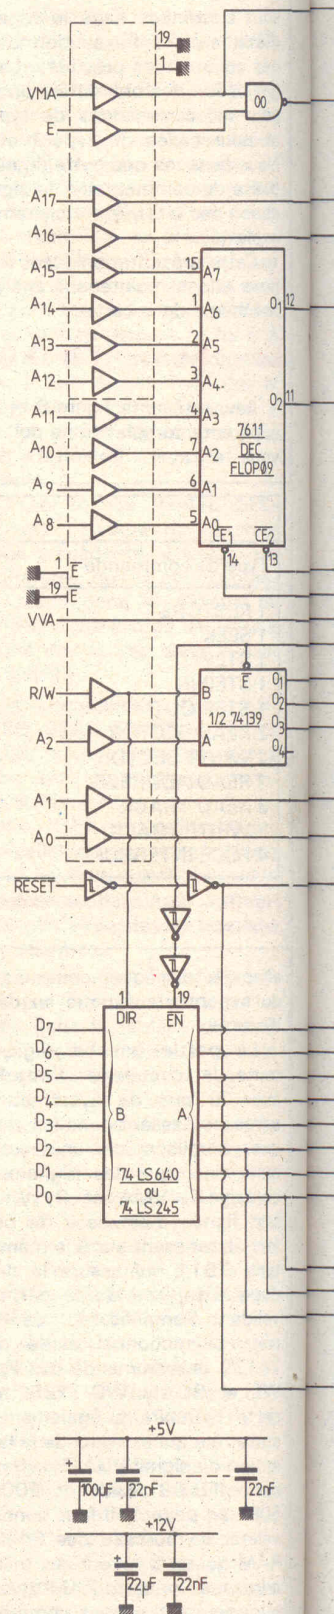 19
1
VMA
E
00
A17
A16
A15
A14
A13
A12
A11
A10
A9
A8
15 A7
1 A6
2 A5
3 A4
4 A3
7 A2
6 A1
5 A0
O1 12
O2 11
7611
DEC
FLOP09
CE1 CE2
14 13
1 E
19 E
VVA
R/W
A2
A1
A0
E
B
A
1/2 74139
O1
O2
O3
O4
RESET
1 19
DIR EN
D7
D6
D5
D4
D3
D2
D1
D0
B A
74 LS 640
ou
74 LS 245
+5V
+
100µF 22nF 22nF
+12V
+
22µF 22nF